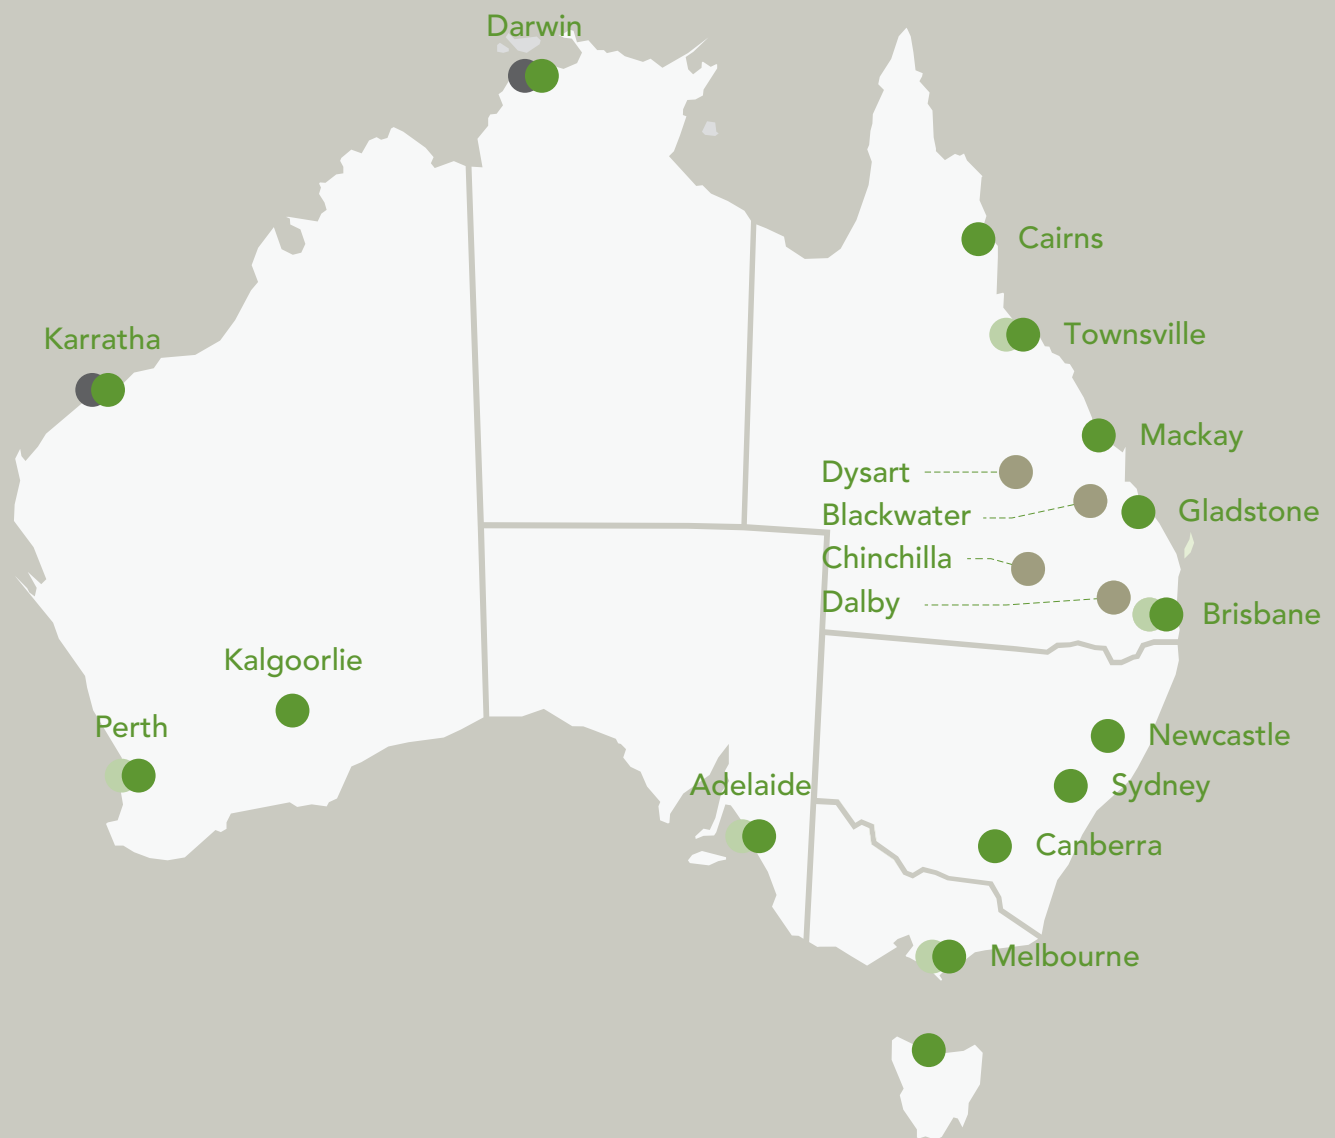 Darwin
Cairns
Townsville
Karratha
Mackay
Dysart
Blackwater
Gladstone
Chinchilla
Dalby
Brisbane
Kalgoorlie
Perth
Newcastle
Adelaide
Sydney
Canberra
Melbourne